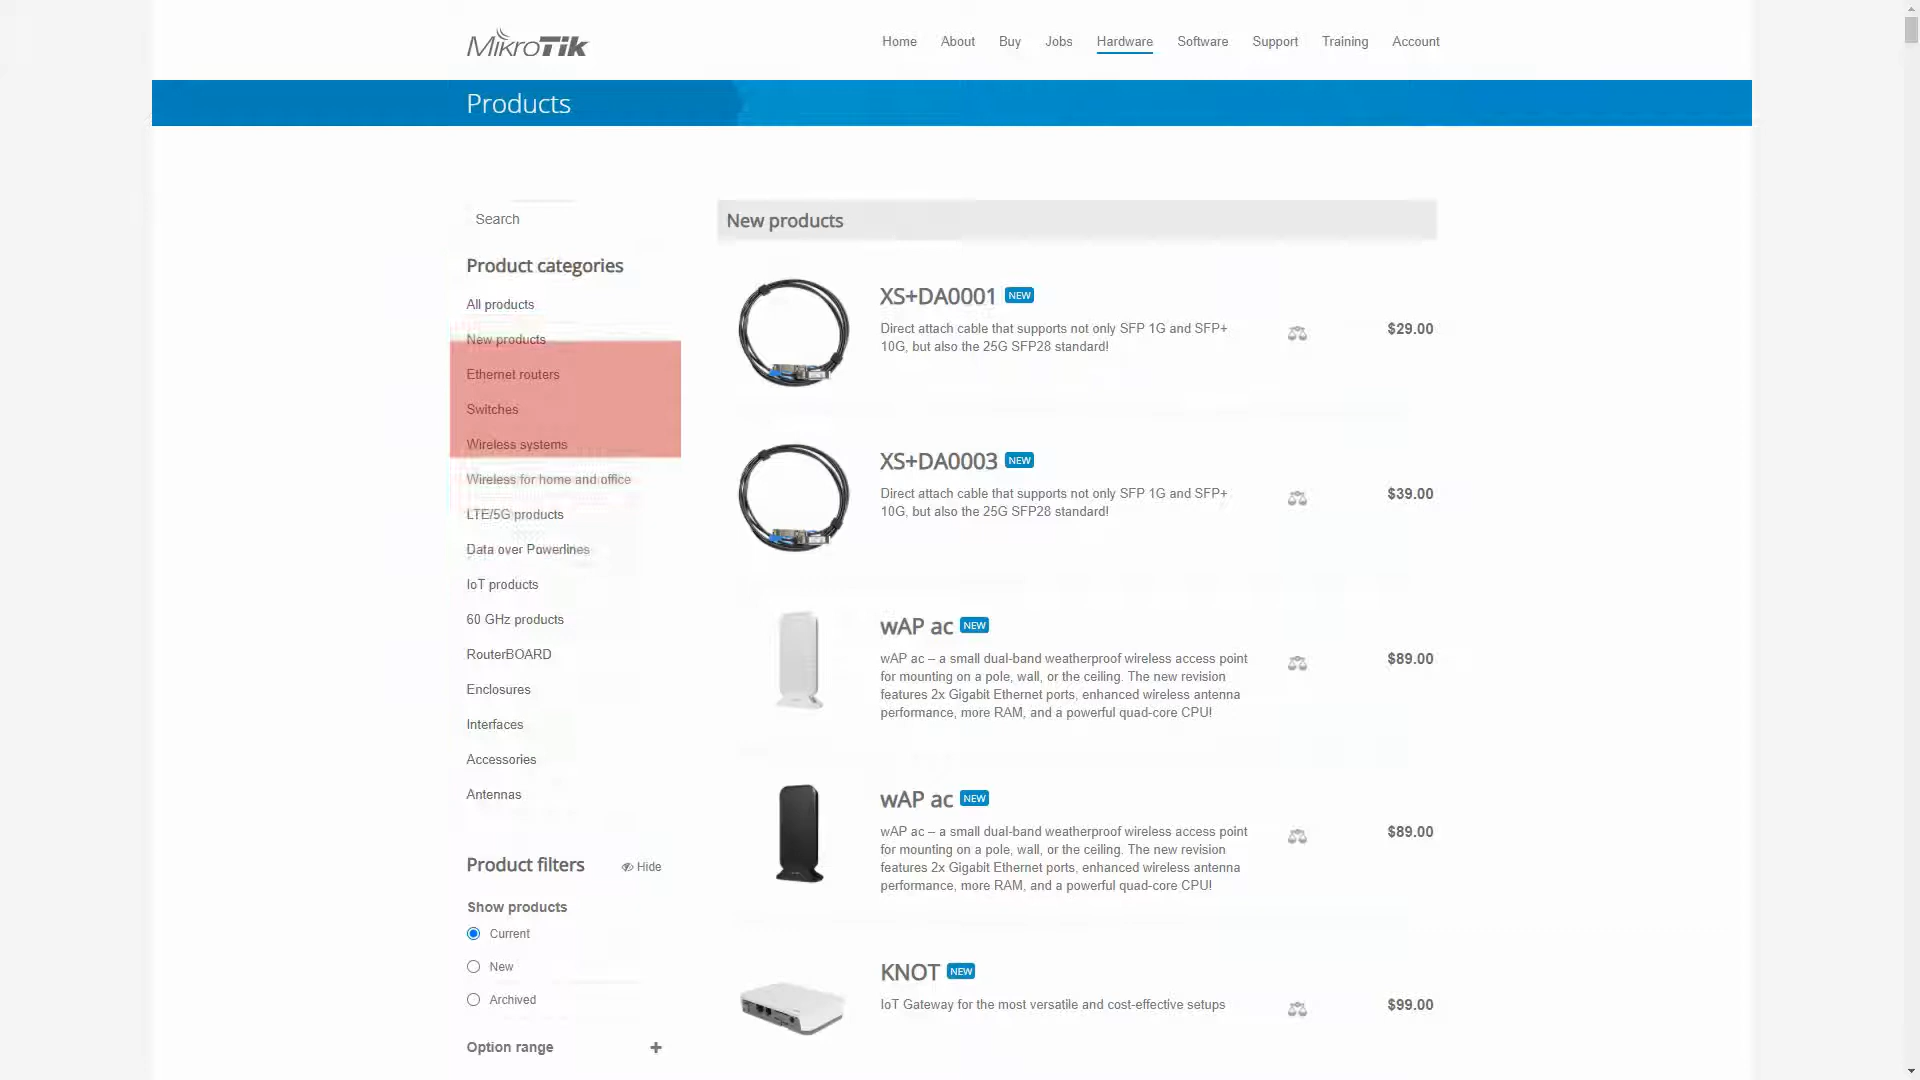 MikroTik
Home About Buy Jobs Hardware Software Support Training Account
Products
Search
Product categories
All products
New products
Ethernet routers
Switches
Wireless systems
Wireless for home and office
LTE/5G products
Data over Powerlines
IoT products
60 GHz products
RouterBOARD
Enclosures
Interfaces
Accessories
Antennas
Product filters Hide
Show products
Current
New
Archived
Option range
New products
XS+DA0001 NEW
Direct attach cable that supports not only SFP 1G and SFP+
10G, but also the 25G SFP28 standard!
$29.00
XS+DA0003 NEW
Direct attach cable that supports not only SFP 1G and SFP+
10G, but also the 25G SFP28 standard!
$39.00
wAP ac NEW
wAP ac – a small dual-band weatherproof wireless access point
for mounting on a pole, wall, or the ceiling. The new revision
features 2x Gigabit Ethernet ports, enhanced wireless antenna
performance, more RAM, and a powerful quad-core CPU!
$89.00
wAP ac NEW
wAP ac – a small dual-band weatherproof wireless access point
for mounting on a pole, wall, or the ceiling. The new revision
features 2x Gigabit Ethernet ports, enhanced wireless antenna
performance, more RAM, and a powerful quad-core CPU!
$89.00
KNOT NEW
IoT Gateway for the most versatile and cost-effective setups
$99.00